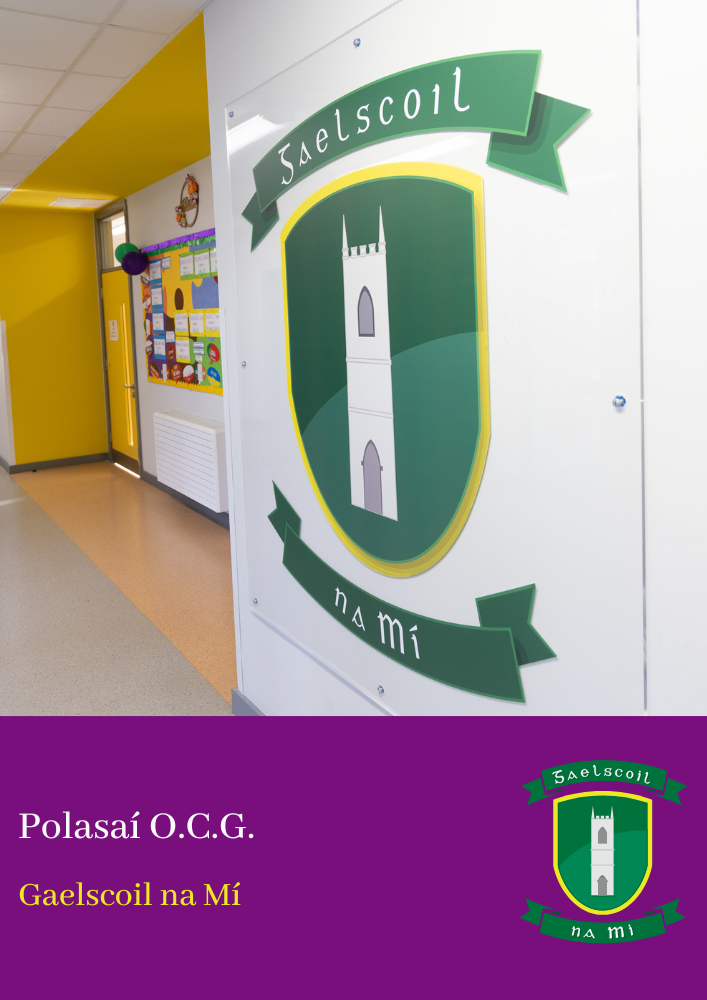 Gaelscoil
na Mí
Polasaí O.C.G.
Gaelscoil na Mí
Gaelscoil
na Mí